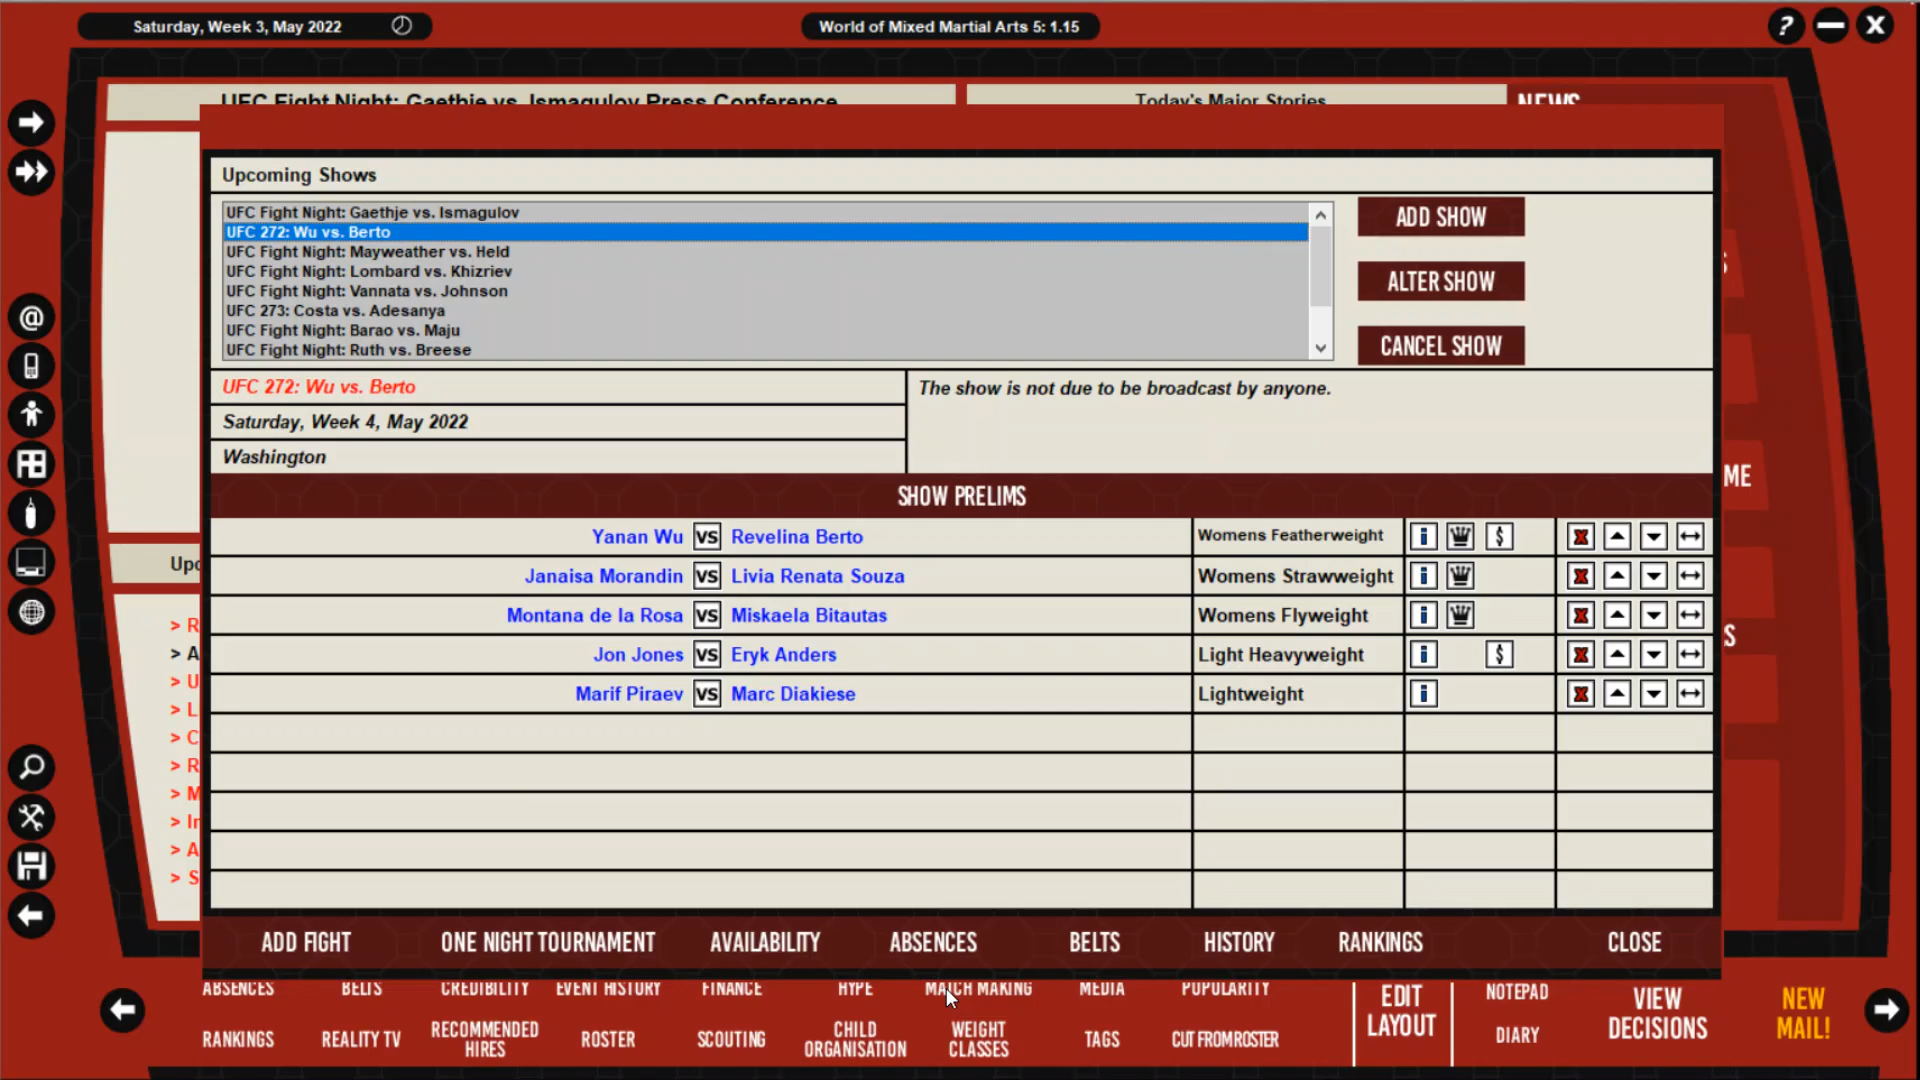 Saturday, Week 3, May 2022
World of Mixed Martial Arts 5: 1.15
?
X
UFC Fight Night: Gaethje vs. Ismagulov Press Conference
Today's Major Stories
NEWS
Upcoming Shows
UFC Fight Night: Gaethje vs. Ismagulov
UFC 272: Wu vs. Berto
UFC Fight Night: Mayweather vs. Held
UFC Fight Night: Lombard vs. Khizriev
UFC Fight Night: Vannata vs. Johnson
UFC 273: Costa vs. Adesanya
UFC Fight Night: Barao vs. Maju
UFC Fight Night: Ruth vs. Breese
ADD SHOW
ALTER SHOW
CANCEL SHOW
UFC 272: Wu vs. Berto
Saturday, Week 4, May 2022
Washington
The show is not due to be broadcast by anyone.
SHOW PRELIMS
Yanan Wu VS Revelina Berto Womens Featherweight i $ X
Janaisa Morandin VS Livia Renata Souza Womens Strawweight i X
Montana de la Rosa VS Miskaela Bitautas Womens Flyweight i X
Jon Jones VS Eryk Anders Light Heavyweight i $ X
Marif Piraev VS Marc Diakiese Lightweight i X
ME
S
Upc
> R
> A
> U
> L
> C
> R
> M
> In
> A
> S
@
ADD FIGHT ONE NIGHT TOURNAMENT AVAILABILITY ABSENCES BELTS HISTORY RANKINGS CLOSE
ABSENCES BELTS CREDIBILITY EVENT HISTORY FINANCE HYPE MATCH MAKING MEDIA POPULARITY
RANKINGS REALITY TV RECOMMENDED HIRES ROSTER SCOUTING CHILD ORGANISATION WEIGHT CLASSES TAGS CUT FROM ROSTER
EDIT LAYOUT
NOTEPAD
DIARY
VIEW DECISIONS
NEW MAIL!